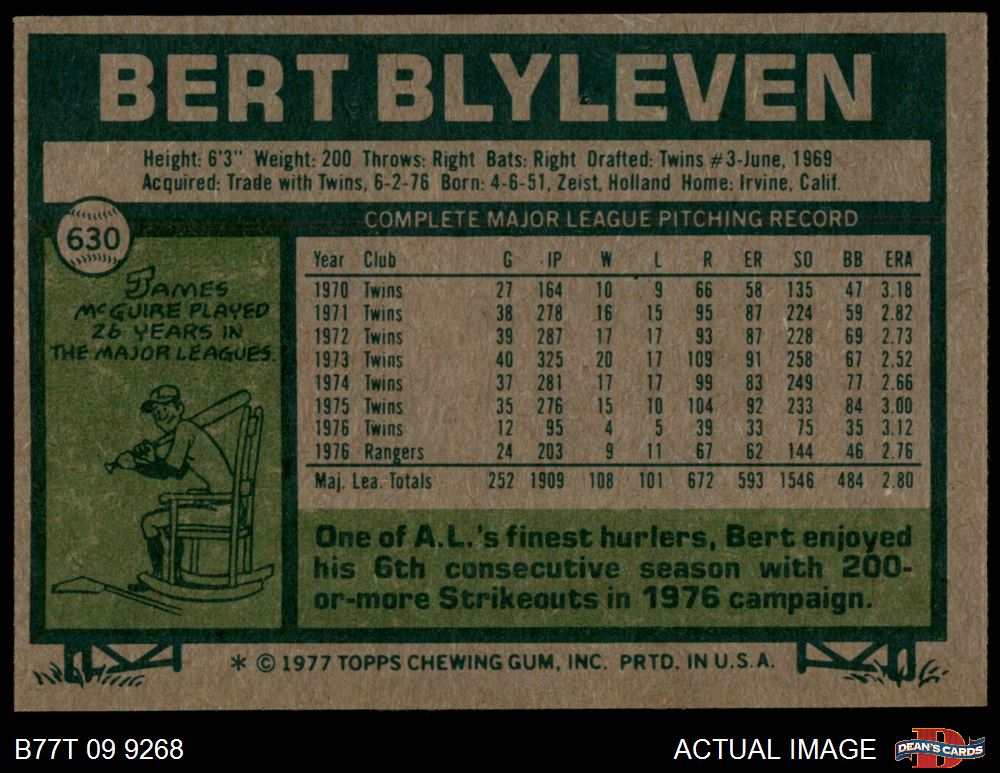 BERT BLYLEVEN
Height: 6'3" Weight: 200 Throws: Right Bats: Right Drafted: Twins #3-June, 1969
Acquired: Trade with Twins, 6-2-76 Born: 4-6-51, Zeist, Holland Home: Irvine, Calif.
630
COMPLETE MAJOR LEAGUE PITCHING RECORD
JAMES
McGUIRE PLAYED
26 YEARS IN
THE MAJOR LEAGUES.
Year Club G IP W L R ER SO BB ERA
1970 Twins 27 164 10 9 66 58 135 47 3.18
1971 Twins 38 278 16 15 95 87 224 59 2.82
1972 Twins 39 287 17 17 93 87 228 69 2.73
1973 Twins 40 325 20 17 109 91 258 67 2.52
1974 Twins 37 281 17 17 99 83 249 77 2.66
1975 Twins 35 276 15 10 104 92 233 84 3.00
1976 Twins 12 95 4 5 39 33 75 35 3.12
1976 Rangers 24 203 9 11 67 62 144 46 2.76
Maj. Lea. Totals 252 1909 108 101 672 593 1546 484 2.80
One of A.L.'s finest hurlers, Bert enjoyed
his 6th consecutive season with 200-
or-more Strikeouts in 1976 campaign.
* © 1977 TOPPS CHEWING GUM, INC. PRTD. IN U.S.A.
B77T 09 9268
ACTUAL IMAGE
D
DEAN'S CARDS